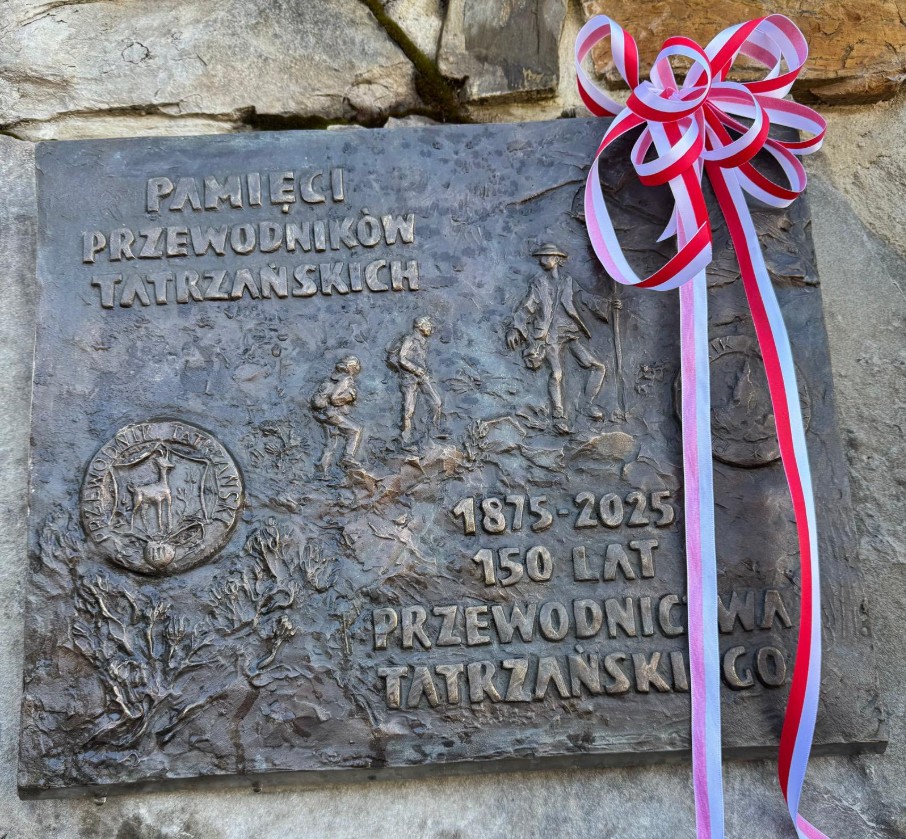 PAMIĘCI
PRZEWODNIKÓW
TATRZAŃSKICH
PRZEWODNIK TATRZAŃSKI
1875-2025
150 LAT
PRZEWODNICTWA
TATRZAŃSKIEGO